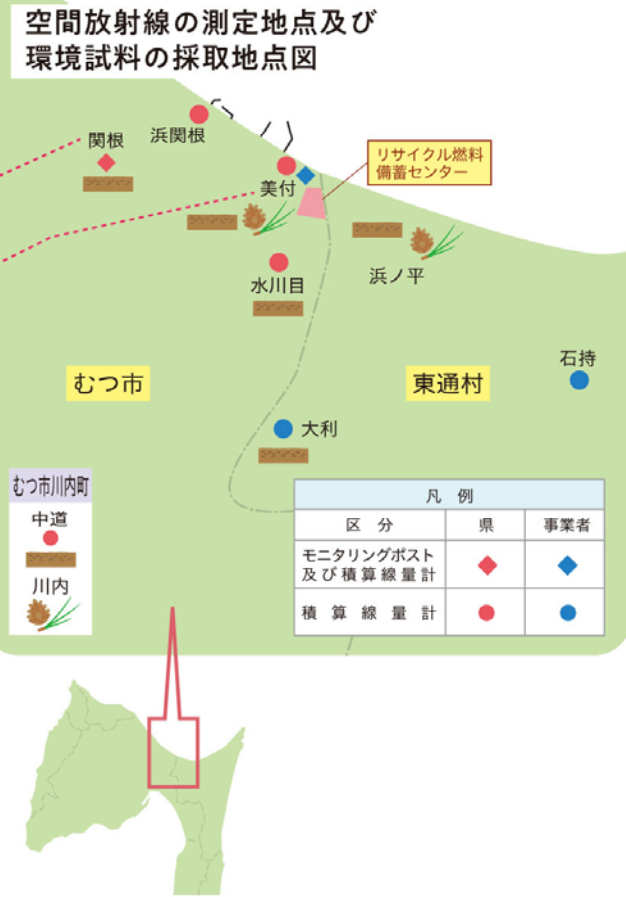 空間放射線の測定地点及び
環境試料の採取地点図
関根
浜関根
リサイクル燃料
備蓄センター
美付
水川目
浜ノ平
石持
むつ市
東通村
大利
むつ市川内町
中道
川内
凡 例
区 分 県 事業者
モニタリングポスト
及び積算線量計
積算線量計